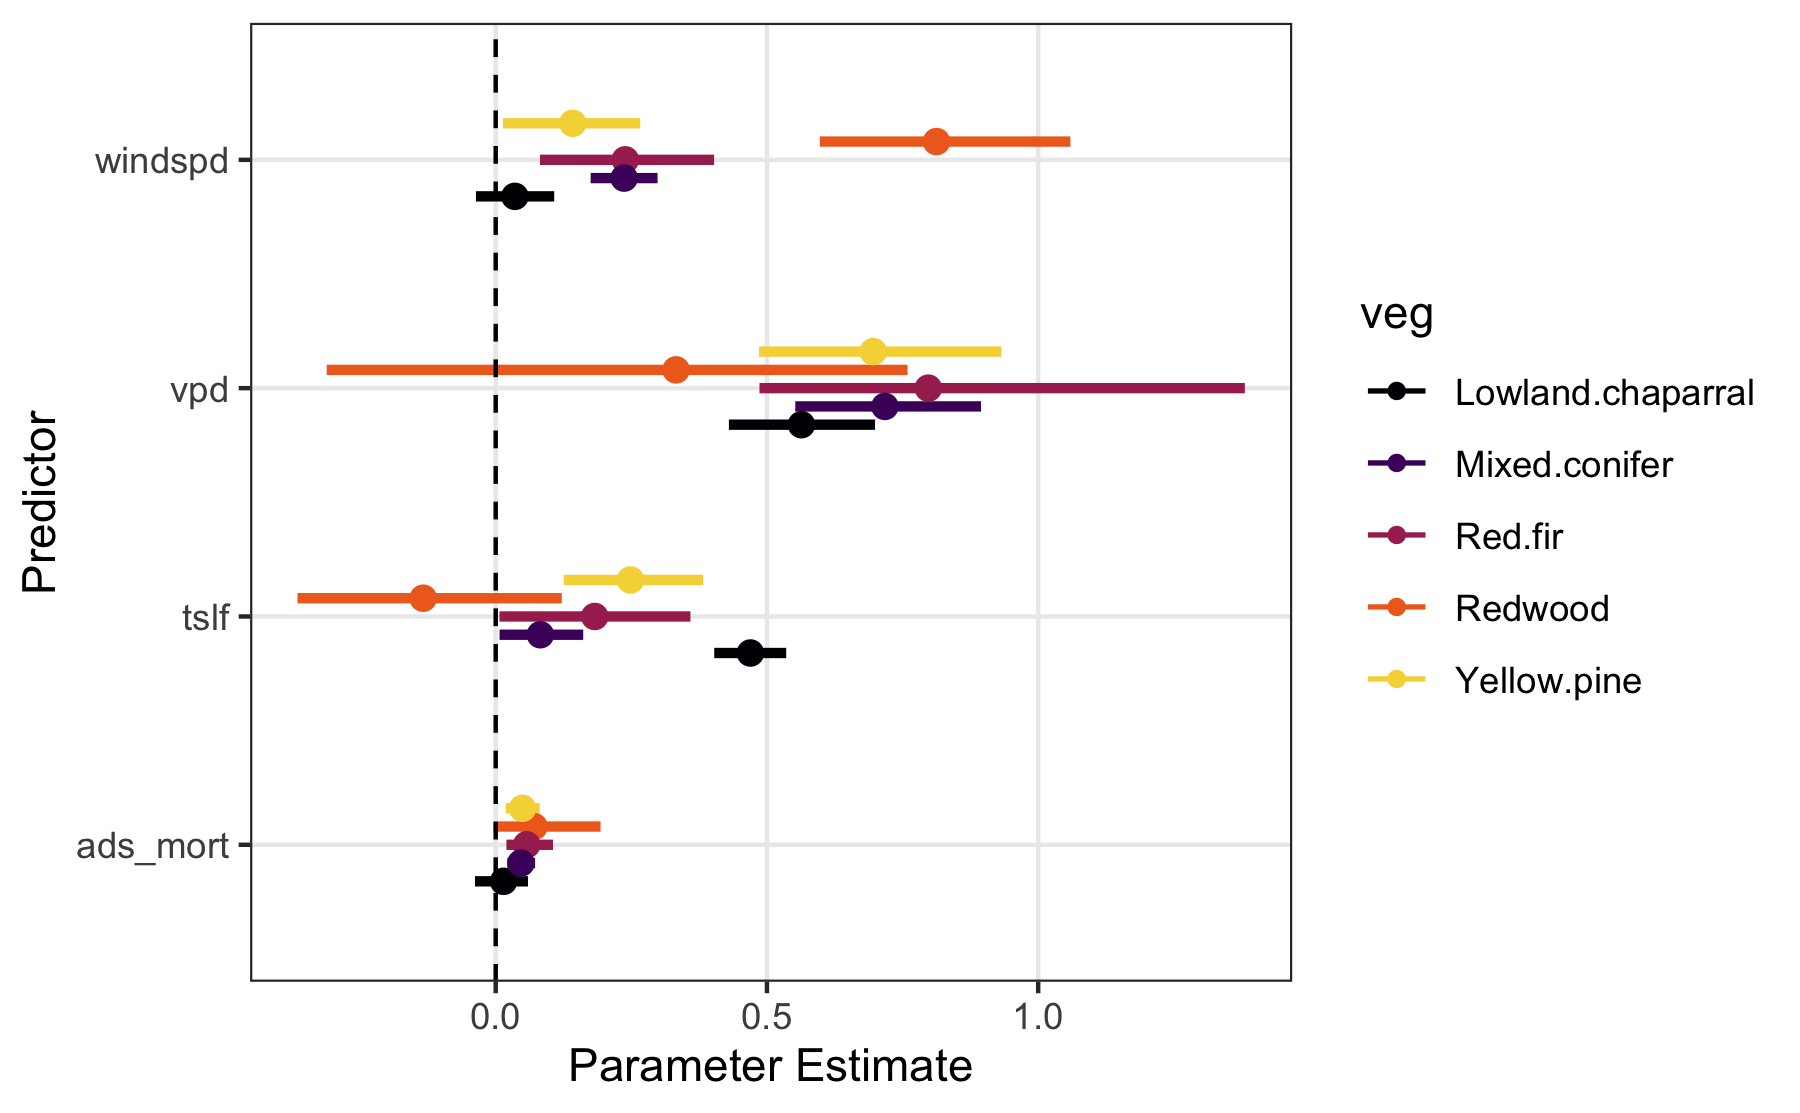 windspd
vpd
tslf
ads_mort
Predictor
0.0 0.5 1.0
Parameter Estimate
veg
Lowland.chaparral
Mixed.conifer
Red.fir
Redwood
Yellow.pine